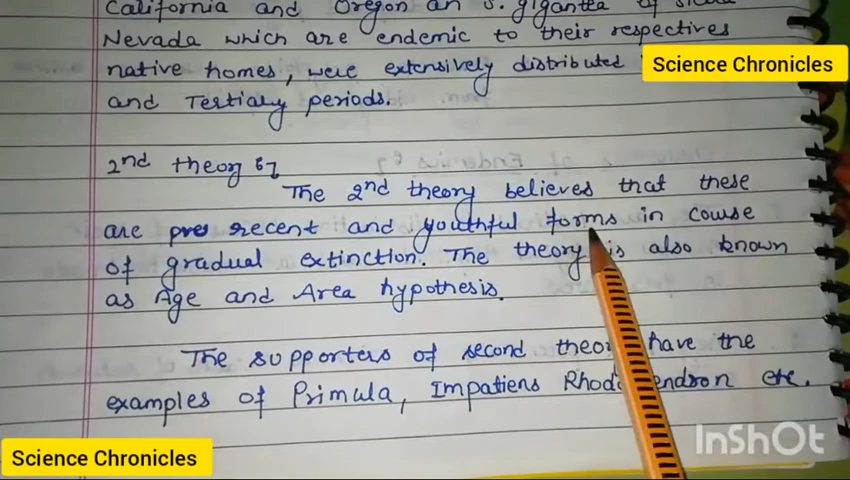 California and Oregon an S. gigantea of
Nevada which are endemic to their respectives
native homes, were extensively distributed
Science Chronicles
and Tertiary periods.
2nd theory
The 2nd theory believes that these
are recent and youthful forms in course
of gradual extinction. The theory is also known
as Age and Area hypothesis.
The supporters of second theory have the
examples of Primula, Impatiens Rhododendron etc.
InShOt
Science Chronicles